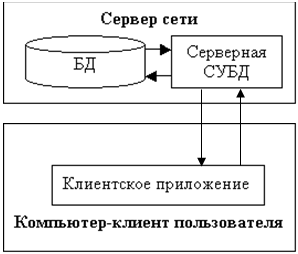 Сервер сети
БД
Серверная
СУБД
Клиентское приложение
Компьютер-клиент пользователя